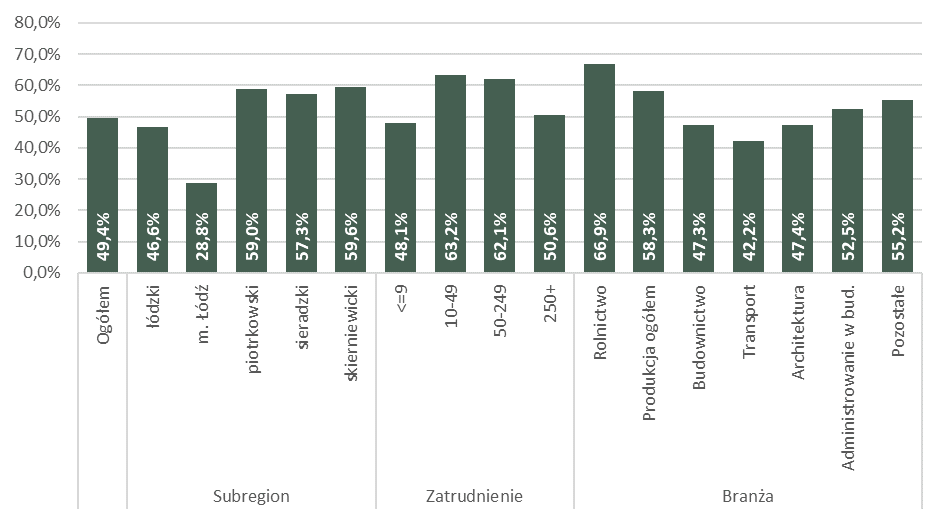 80,0%
70,0%
60,0%
50,0%
40,0%
30,0%
20,0%
10,0%
0,0%
49,4%
46,6%
28,8%
59,0%
57,3%
59,6%
48,1%
63,2%
62,1%
50,6%
66,9%
58,3%
47,3%
42,2%
47,4%
52,5%
55,2%
Ogółem
łódzki
m. Łódź
piotrkowski
sieradzki
skierniewicki
<=9
10-49
50-249
250+
Rolnictwo
Produkcja ogółem
Budownictwo
Transport
Architektura
Administrowanie w bud.
Pozostałe
Subregion
Zatrudnienie
Branża